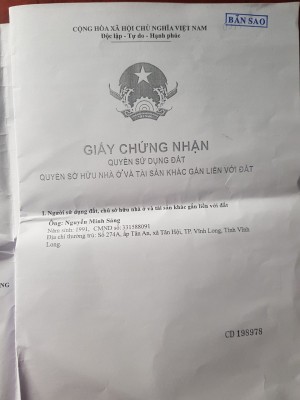 CỘNG HÒA XÃ HỘI CHỦ NGHĨA VIỆT NAM
Độc lập - Tự do - Hạnh phúc
BẢN SAO
GIẤY CHỨNG NHẬN
QUYỀN SỬ DỤNG ĐẤT
QUYỀN SỞ HỮU NHÀ Ở VÀ TÀI SẢN KHÁC GẮN LIỀN VỚI ĐẤT
I. Người sử dụng đất, chủ sở hữu nhà ở và tài sản khác gắn liền với đất
Ông: Nguyễn Minh Sáng
Năm sinh: 1991, CMND số: 331588091
Địa chỉ thường trú: Số 274A, ấp Tân An, xã Tân Hội, TP. Vĩnh Long, Tỉnh Vĩnh
Long.
CD 198978